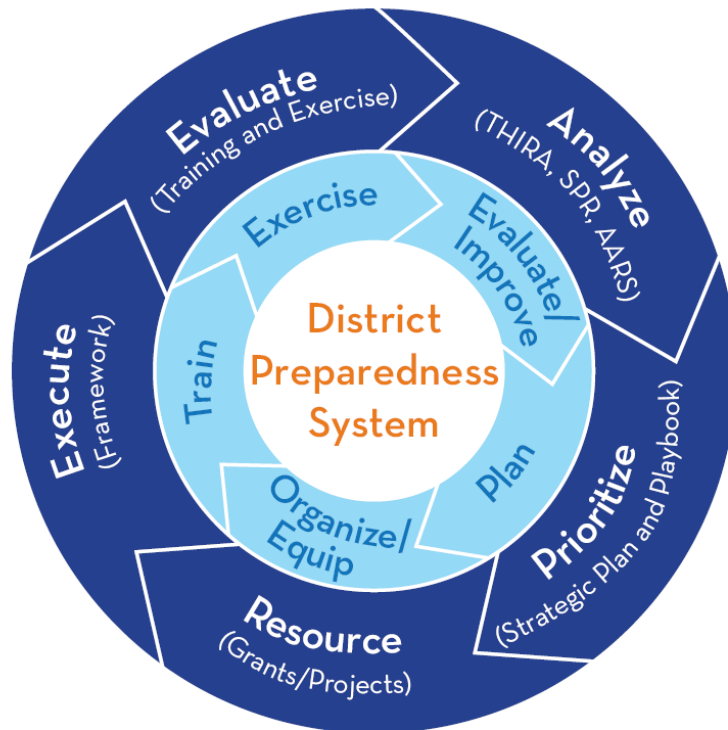 District
Preparedness
System
Evaluate
(Training and Exercise)
Analyze
(THIRA, SPR, AARS)
Prioritize
(Strategic Plan and Playbook)
Resource
(Grants/Projects)
Execute
(Framework)
Exercise
Evaluate/
Improve
Plan
Organize/
Equip
Train